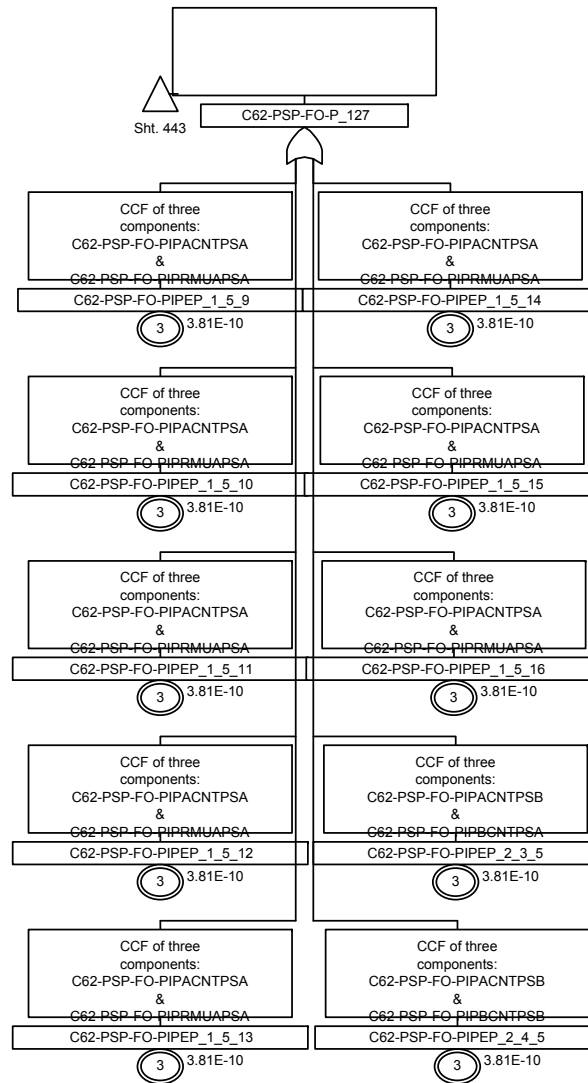 C62-PSP-FO-P_127
Sht. 443
CCF of three
components:
C62-PSP-FO-PIPACNTPSA
&
C62-PSP-FO-PIPRMUAPSA
C62-PSP-FO-PIPEP_1_5_9
3
3.81E-10
CCF of three
components:
C62-PSP-FO-PIPACNTPSA
&
C62-PSP-FO-PIPRMUAPSA
C62-PSP-FO-PIPEP_1_5_14
3
3.81E-10
CCF of three
components:
C62-PSP-FO-PIPACNTPSA
&
C62-PSP-FO-PIPRMUAPSA
C62-PSP-FO-PIPEP_1_5_10
3
3.81E-10
CCF of three
components:
C62-PSP-FO-PIPACNTPSA
&
C62-PSP-FO-PIPRMUAPSA
C62-PSP-FO-PIPEP_1_5_15
3
3.81E-10
CCF of three
components:
C62-PSP-FO-PIPACNTPSA
&
C62-PSP-FO-PIPRMUAPSA
C62-PSP-FO-PIPEP_1_5_11
3
3.81E-10
CCF of three
components:
C62-PSP-FO-PIPACNTPSA
&
C62-PSP-FO-PIPRMUAPSA
C62-PSP-FO-PIPEP_1_5_16
3
3.81E-10
CCF of three
components:
C62-PSP-FO-PIPACNTPSA
&
C62-PSP-FO-PIPRMUAPSA
C62-PSP-FO-PIPEP_1_5_12
3
3.81E-10
CCF of three
components:
C62-PSP-FO-PIPACNTPSB
&
C62-PSP-FO-PIPBCNTPSA
C62-PSP-FO-PIPEP_2_3_5
3
3.81E-10
CCF of three
components:
C62-PSP-FO-PIPACNTPSA
&
C62-PSP-FO-PIPRMUAPSA
C62-PSP-FO-PIPEP_1_5_13
3
3.81E-10
CCF of three
components:
C62-PSP-FO-PIPACNTPSB
&
C62-PSP-FO-PIPBCNTPSB
C62-PSP-FO-PIPEP_2_4_5
3
3.81E-10